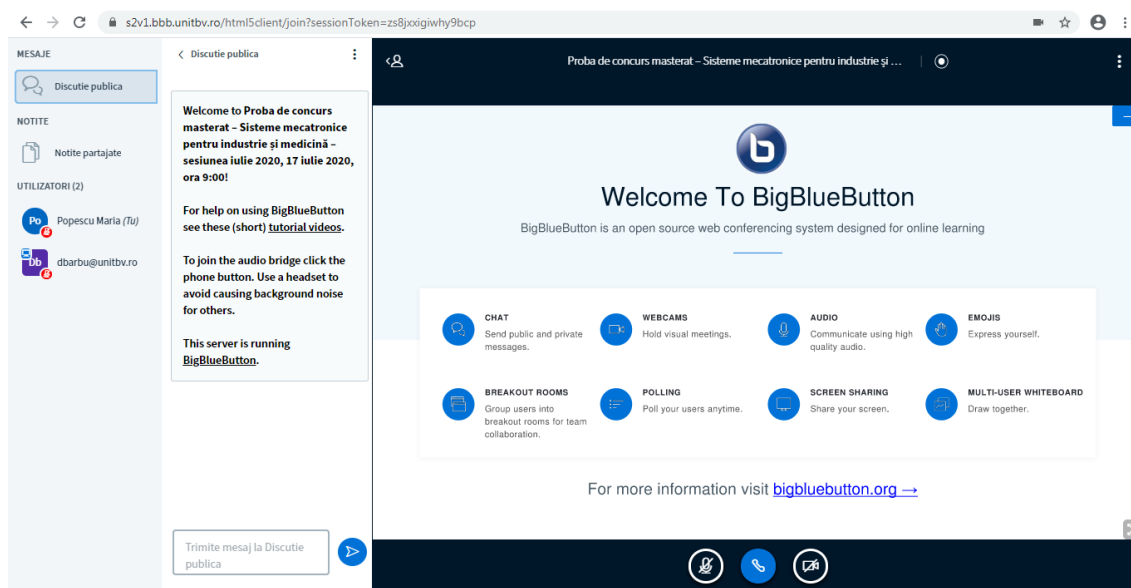 s2v1.bbb.unitbv.ro/html5client/join?sessionToken=zs8jxxigiwhy9bcp
MESAJE
Discutie publica
NOTITE
Notite partajate
UTILIZATORI (2)
Po
Popescu Maria (Tu)
Db
dbarbu@unitbv.ro
Discutie publica
Welcome to Proba de concurs
masterat – Sisteme mecatronice
pentru industrie și medicină –
sesiunea iulie 2020, 17 iulie 2020,
ora 9:00!
For help on using BigBlueButton
see these (short) tutorial videos.
To join the audio bridge click the
phone button. Use a headset to
avoid causing background noise
for others.
This server is running
BigBlueButton.
Trimite mesaj la Discutie
publica
Proba de concurs masterat – Sisteme mecatronice pentru industrie și ...
b
Welcome To BigBlueButton
BigBlueButton is an open source web conferencing system designed for online learning
CHAT
Send public and private
messages.
WEBCAMS
Hold visual meetings.
AUDIO
Communicate using high
quality audio.
EMOJIS
Express yourself.
BREAKOUT ROOMS
Group users into
breakout rooms for team
collaboration.
POLLING
Poll your users anytime.
SCREEN SHARING
Share your screen.
MULTI-USER WHITEBOARD
Draw together.
For more information visit bigbluebutton.org →